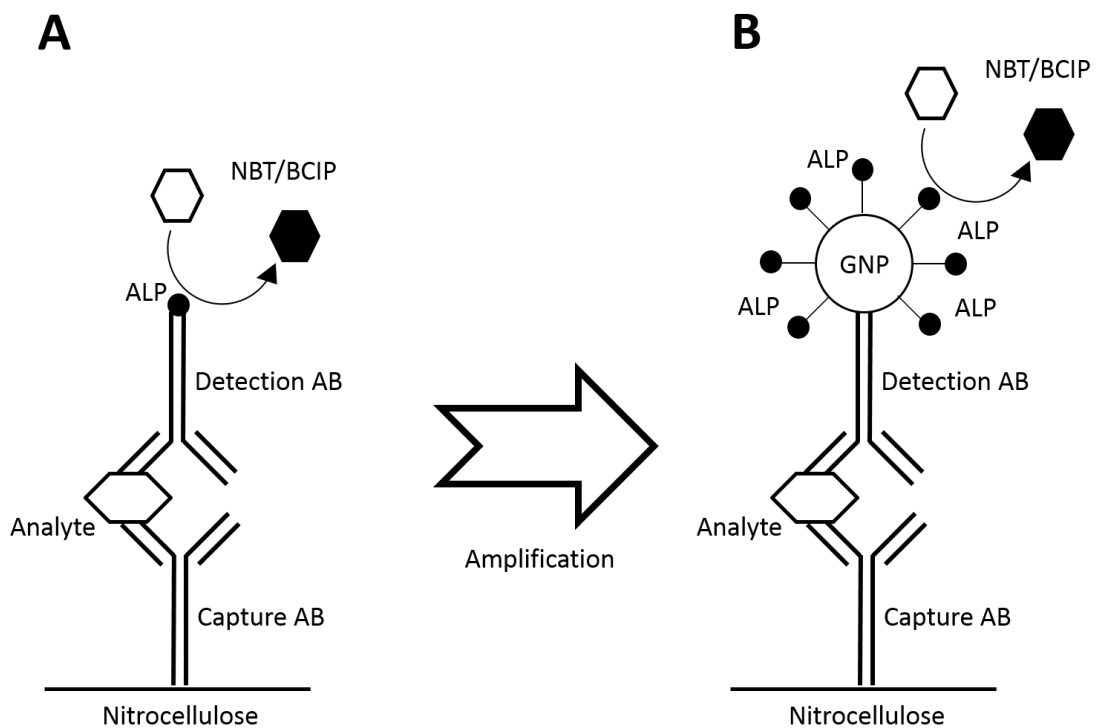 A
NBT/BCIP
ALP
Detection AB
Analyte
Capture AB
Nitrocellulose
Amplification
B
NBT/BCIP
ALP
ALP
GNP
ALP
ALP
Detection AB
Analyte
Capture AB
Nitrocellulose